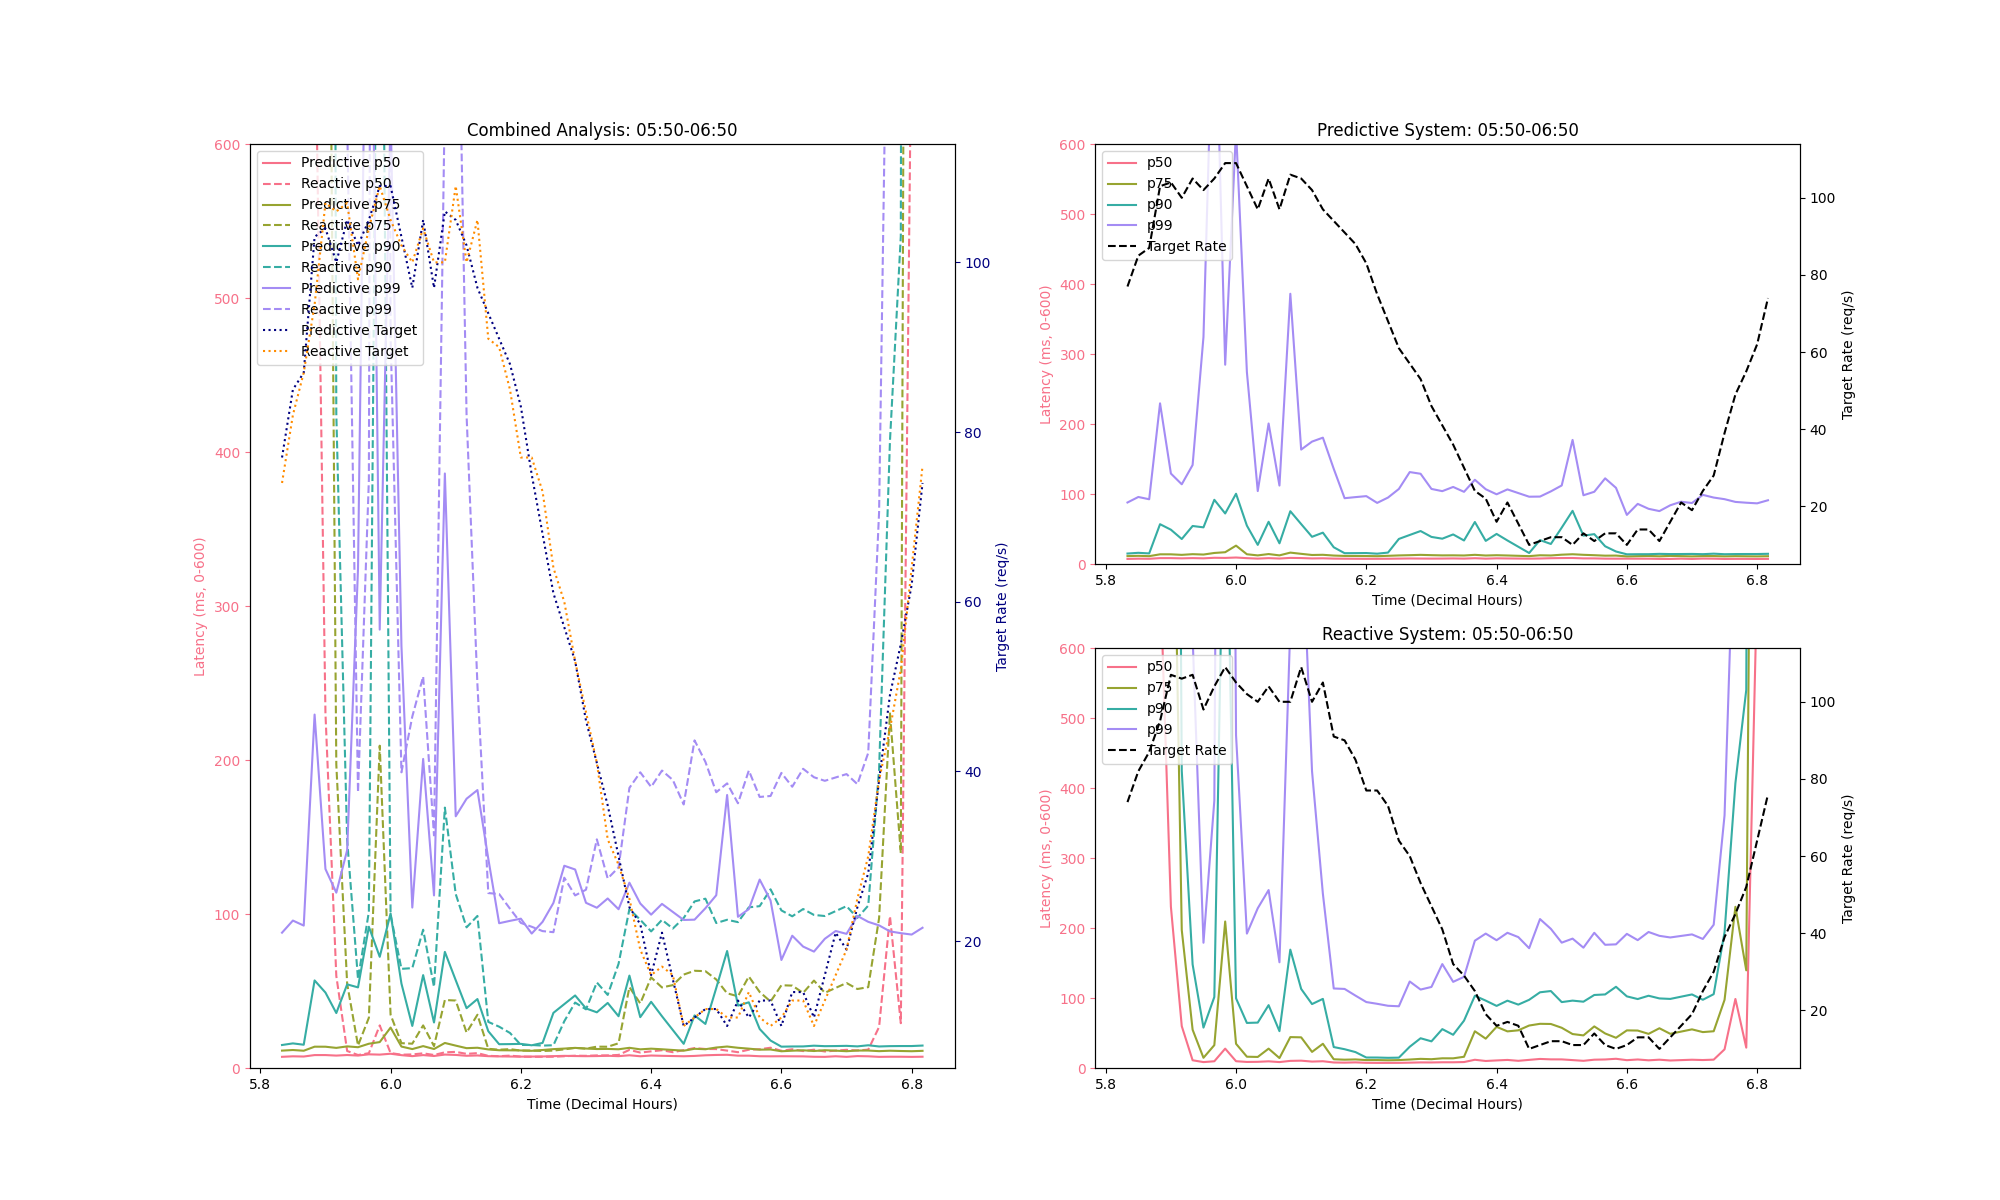 Combined Analysis: 05:50-06:50
Predictive p50
Reactive p50
Predictive p75
Reactive p75
Predictive p90
Reactive p90
Predictive p99
Reactive p99
Predictive Target
Reactive Target
600
500
400
300
200
100
0
Latency (ms, 0-600)
100
80
60
40
20
Target Rate (req/s)
5.8
6.0
6.2
6.4
6.6
6.8
Time (Decimal Hours)
Predictive System: 05:50-06:50
p50
p75
p90
p99
Target Rate
600
500
400
300
200
100
0
Latency (ms, 0-600)
100
80
60
40
20
Target Rate (req/s)
5.8
6.0
6.2
6.4
6.6
6.8
Time (Decimal Hours)
Reactive System: 05:50-06:50
p50
p75
p90
p99
Target Rate
600
500
400
300
200
100
0
Latency (ms, 0-600)
100
80
60
40
20
Target Rate (req/s)
5.8
6.0
6.2
6.4
6.6
6.8
Time (Decimal Hours)